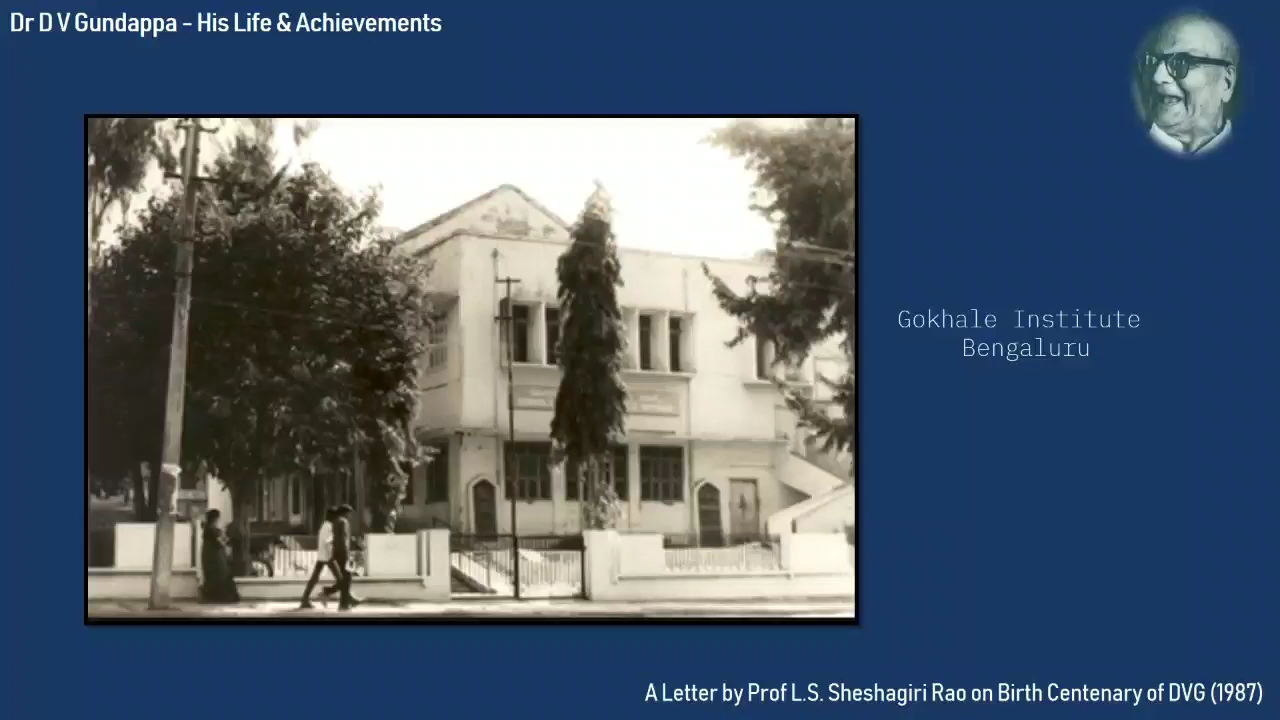 Dr D V Gundappa - His Life & Achievements
Gokhale Institute
Bengaluru
A Letter by Prof L.S. Sheshagiri Rao on Birth Centenary of DVG (1987)